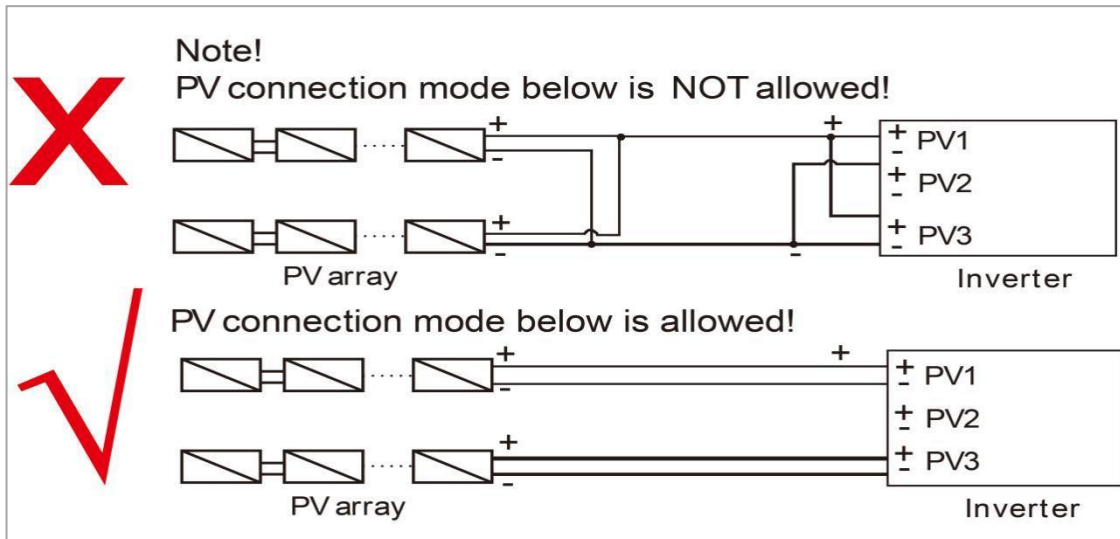 Note!
PV connection mode below is NOT allowed!
+ + + PV1
- -
+ PV2
-
+ + PV3
- - -
PV array
Inverter
PV connection mode below is allowed!
+ + + PV1
- -
+ PV2
-
+ + PV3
- -
PV array
Inverter